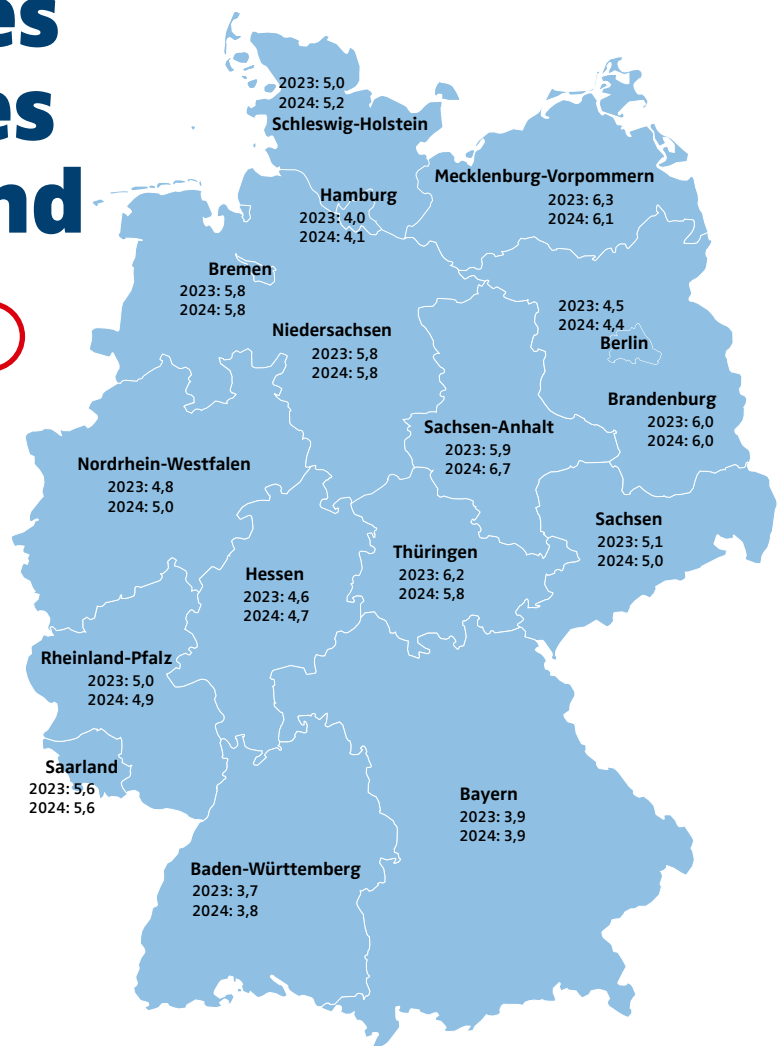 es
es
nd
2023: 5,0
2024: 5,2
Schleswig-Holstein
Mecklenburg-Vorpommern
2023: 6,3
2024: 6,1
Hamburg
2023: 4,0
2024: 4,1
Bremen
2023: 5,8
2024: 5,8
Niedersachsen
2023: 5,8
2024: 5,8
2023: 4,5
2024: 4,4
Berlin
Brandenburg
2023: 6,0
2024: 6,0
Sachsen-Anhalt
2023: 5,9
2024: 6,7
Nordrhein-Westfalen
2023: 4,8
2024: 5,0
Sachsen
2023: 5,1
2024: 5,0
Thüringen
2023: 6,2
2024: 5,8
Hessen
2023: 4,6
2024: 4,7
Rheinland-Pfalz
2023: 5,0
2024: 4,9
Saarland
2023: 5,6
2024: 5,6
Bayern
2023: 3,9
2024: 3,9
Baden-Württemberg
2023: 3,7
2024: 3,8